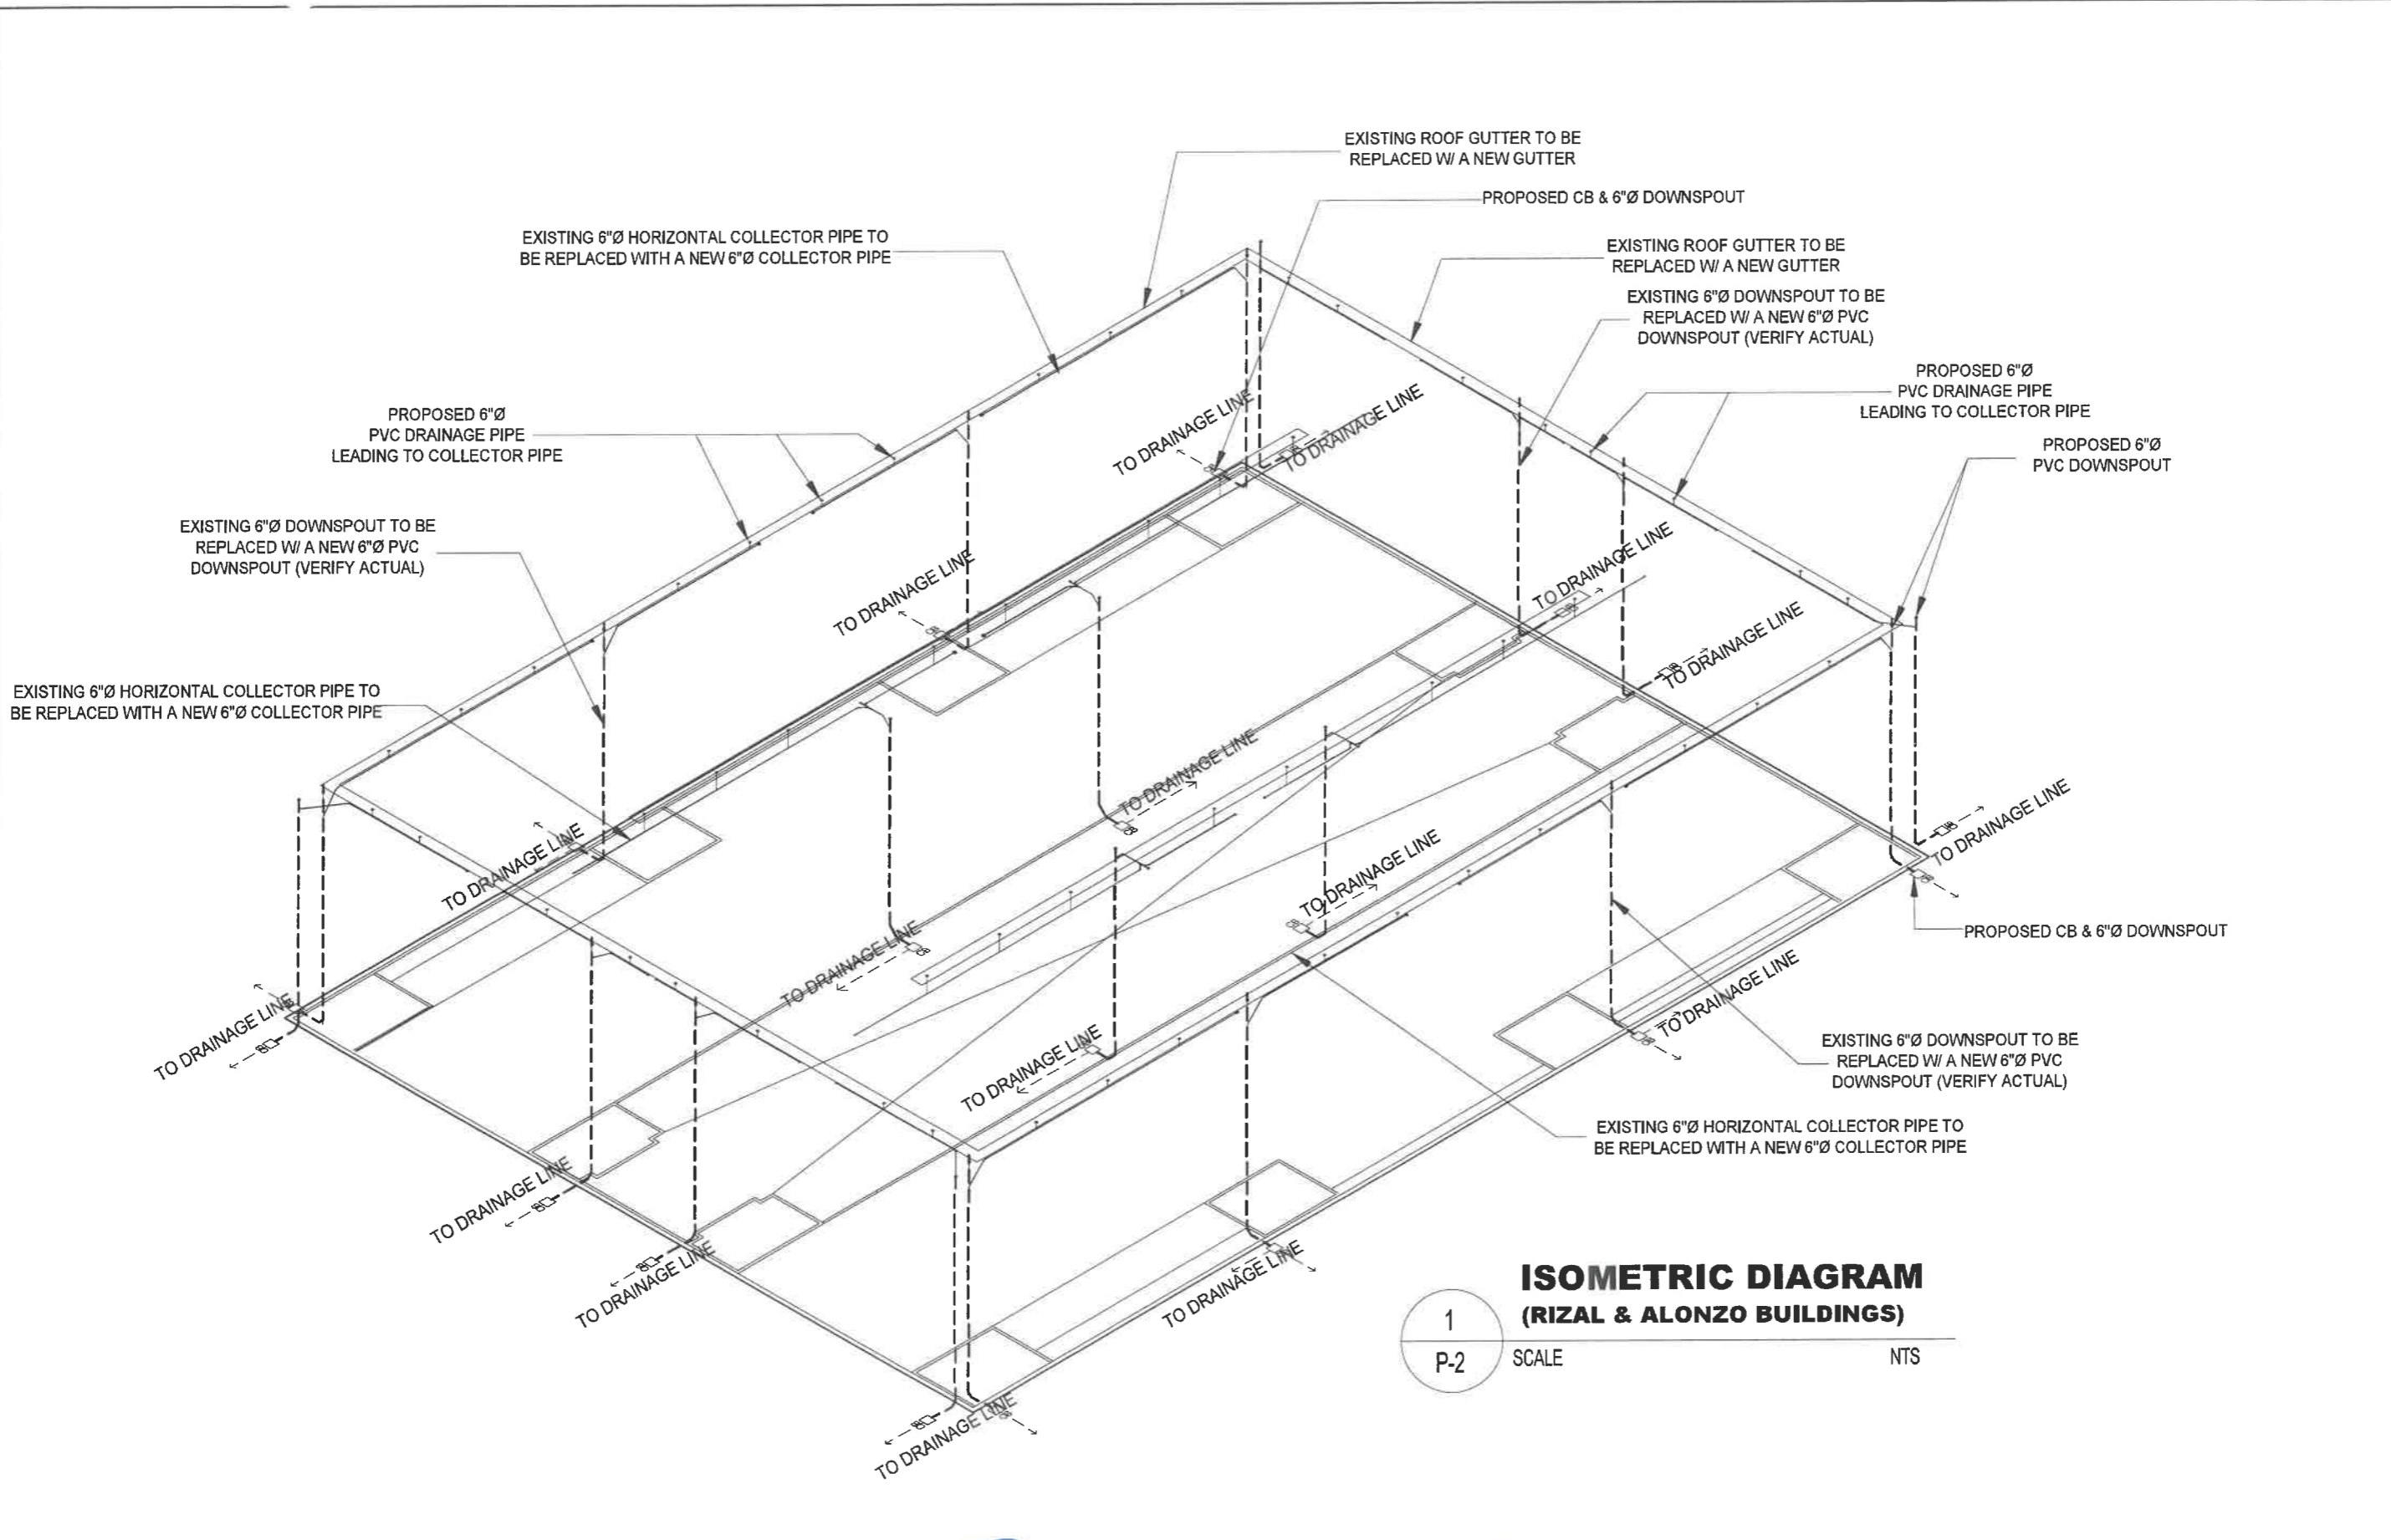 EXISTING ROOF GUTTER TO BE
REPLACED W/ A NEW GUTTER
PROPOSED CB & 6"Ø DOWNSPOUT
EXISTING 6"Ø HORIZONTAL COLLECTOR PIPE TO
BE REPLACED WITH A NEW 6"Ø COLLECTOR PIPE
EXISTING ROOF GUTTER TO BE
REPLACED W/ A NEW GUTTER
EXISTING 6"Ø DOWNSPOUT TO BE
REPLACED W/ A NEW 6"Ø PVC
DOWNSPOUT (VERIFY ACTUAL)
PROPOSED 6"Ø
PVC DRAINAGE PIPE
LEADING TO COLLECTOR PIPE
PROPOSED 6"Ø
PVC DRAINAGE PIPE
LEADING TO COLLECTOR PIPE
PROPOSED 6"Ø
PVC DOWNSPOUT
EXISTING 6"Ø DOWNSPOUT TO BE
REPLACED W/ A NEW 6"Ø PVC
DOWNSPOUT (VERIFY ACTUAL)
EXISTING 6"Ø HORIZONTAL COLLECTOR PIPE TO
BE REPLACED WITH A NEW 6"Ø COLLECTOR PIPE
TO DRAINAGE LINE
TO DRAINAGE LINE
TO DRAINAGE LINE
TO DRAINAGE LINE
TO DRAINAGE LINE
TO DRAINAGE LINE
TO DRAINAGE LINE
TO DRAINAGE LINE
TO DRAINAGE LINE
TO DRAINAGE LINE
TO DRAINAGE LINE
PROPOSED CB & 6"Ø DOWNSPOUT
TO DRAINAGE LINE
TO DRAINAGE LINE
TO DRAINAGE LINE
EXISTING 6"Ø DOWNSPOUT TO BE
REPLACED W/ A NEW 6"Ø PVC
DOWNSPOUT (VERIFY ACTUAL)
EXISTING 6"Ø HORIZONTAL COLLECTOR PIPE TO
BE REPLACED WITH A NEW 6"Ø COLLECTOR PIPE
TO DRAINAGE LINE
TO DRAINAGE LINE
TO DRAINAGE LINE
TO DRAINAGE LINE
1
P-2
ISOMETRIC DIAGRAM
(RIZAL & ALONZO BUILDINGS)
SCALE NTS